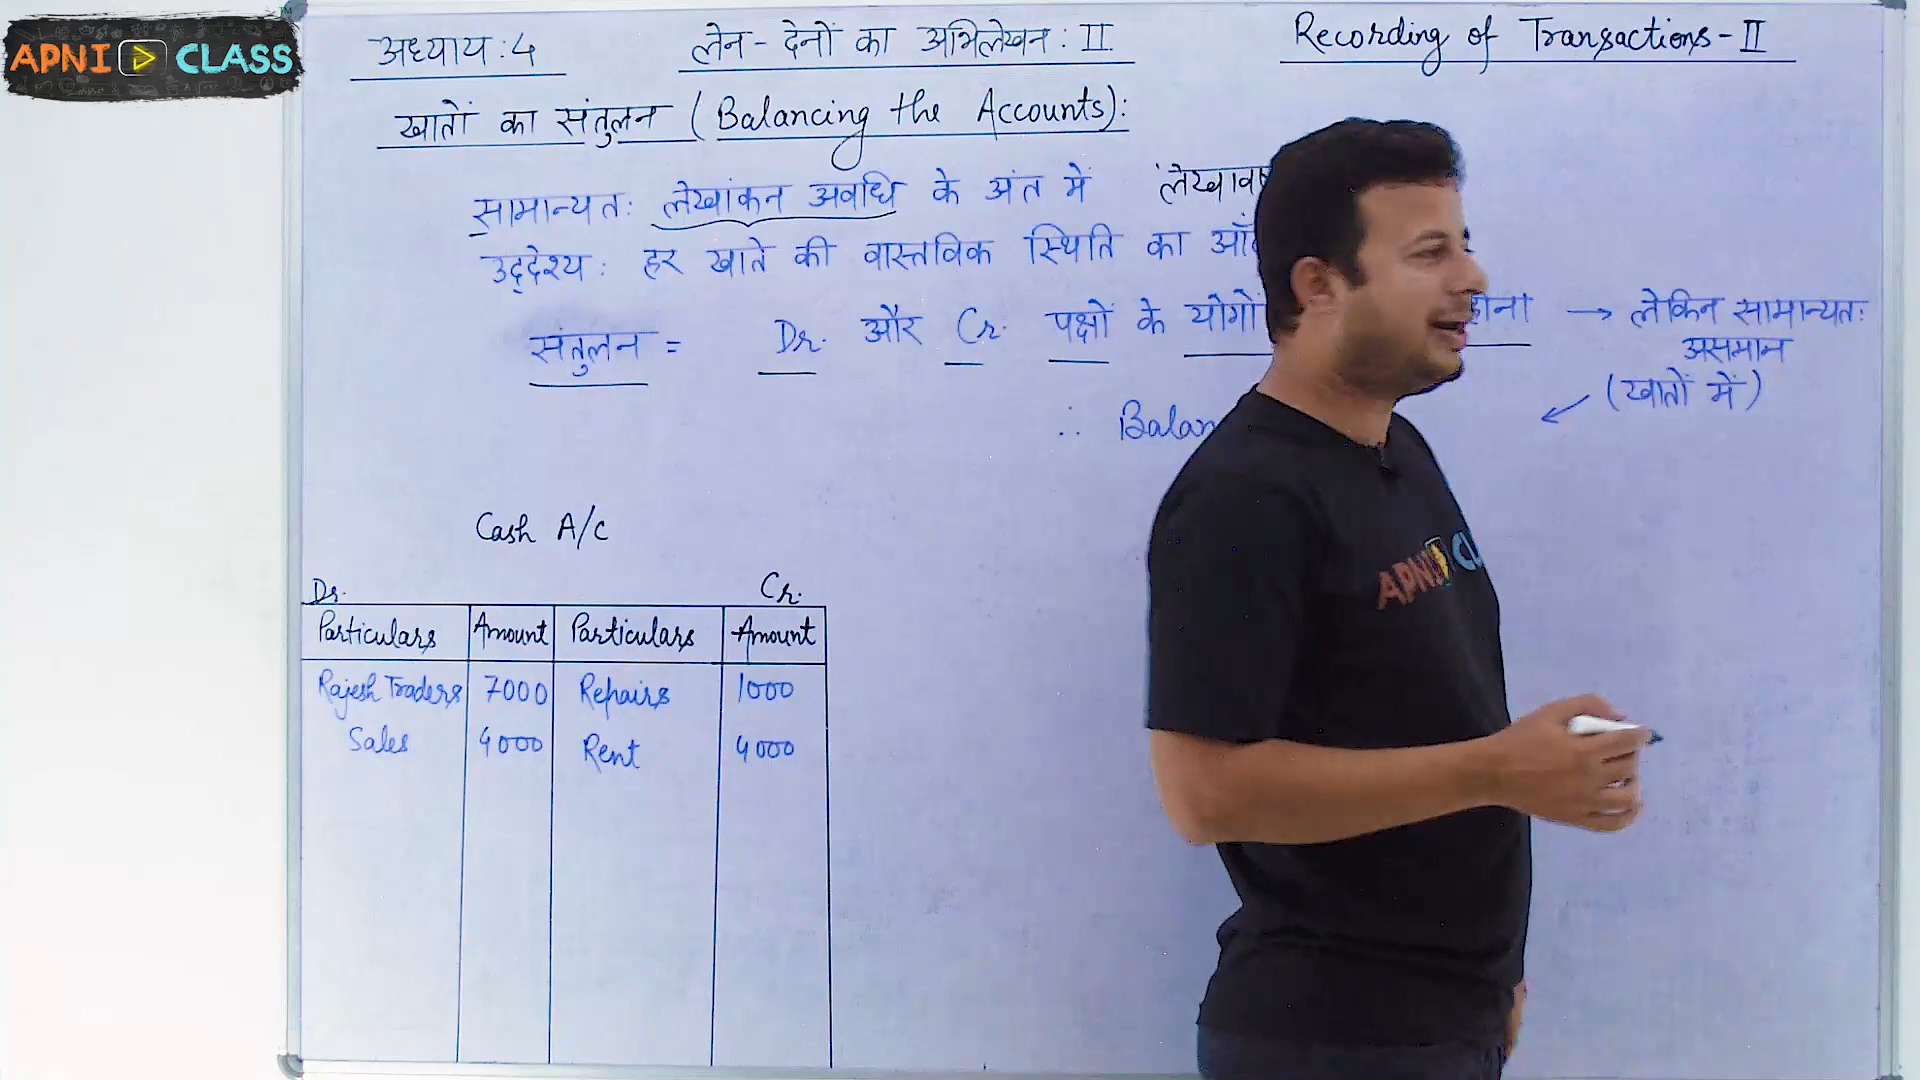 APNI CLASS
अध्याय : 4 लेन-देनों का अभिलेखन : II Recording of Transactions - II
खातों का संतुलन ( Balancing the Accounts ) :
सामान्यतः लेखांकन अवधि के अंत में
उद्देश्य : हर खाते की वास्तविक स्थिति का
संतुलन = Dr. और Cr. पक्षों के योगों होना → लेकिन सामान्यतः
असमान
(खातों में)
∴
Cash A/C
Dr. Cr.
Particulars Amount Particulars Amount
Rajesh Traders 7000 Repairs 1000
Sales 4000 Rent 4000
APNI